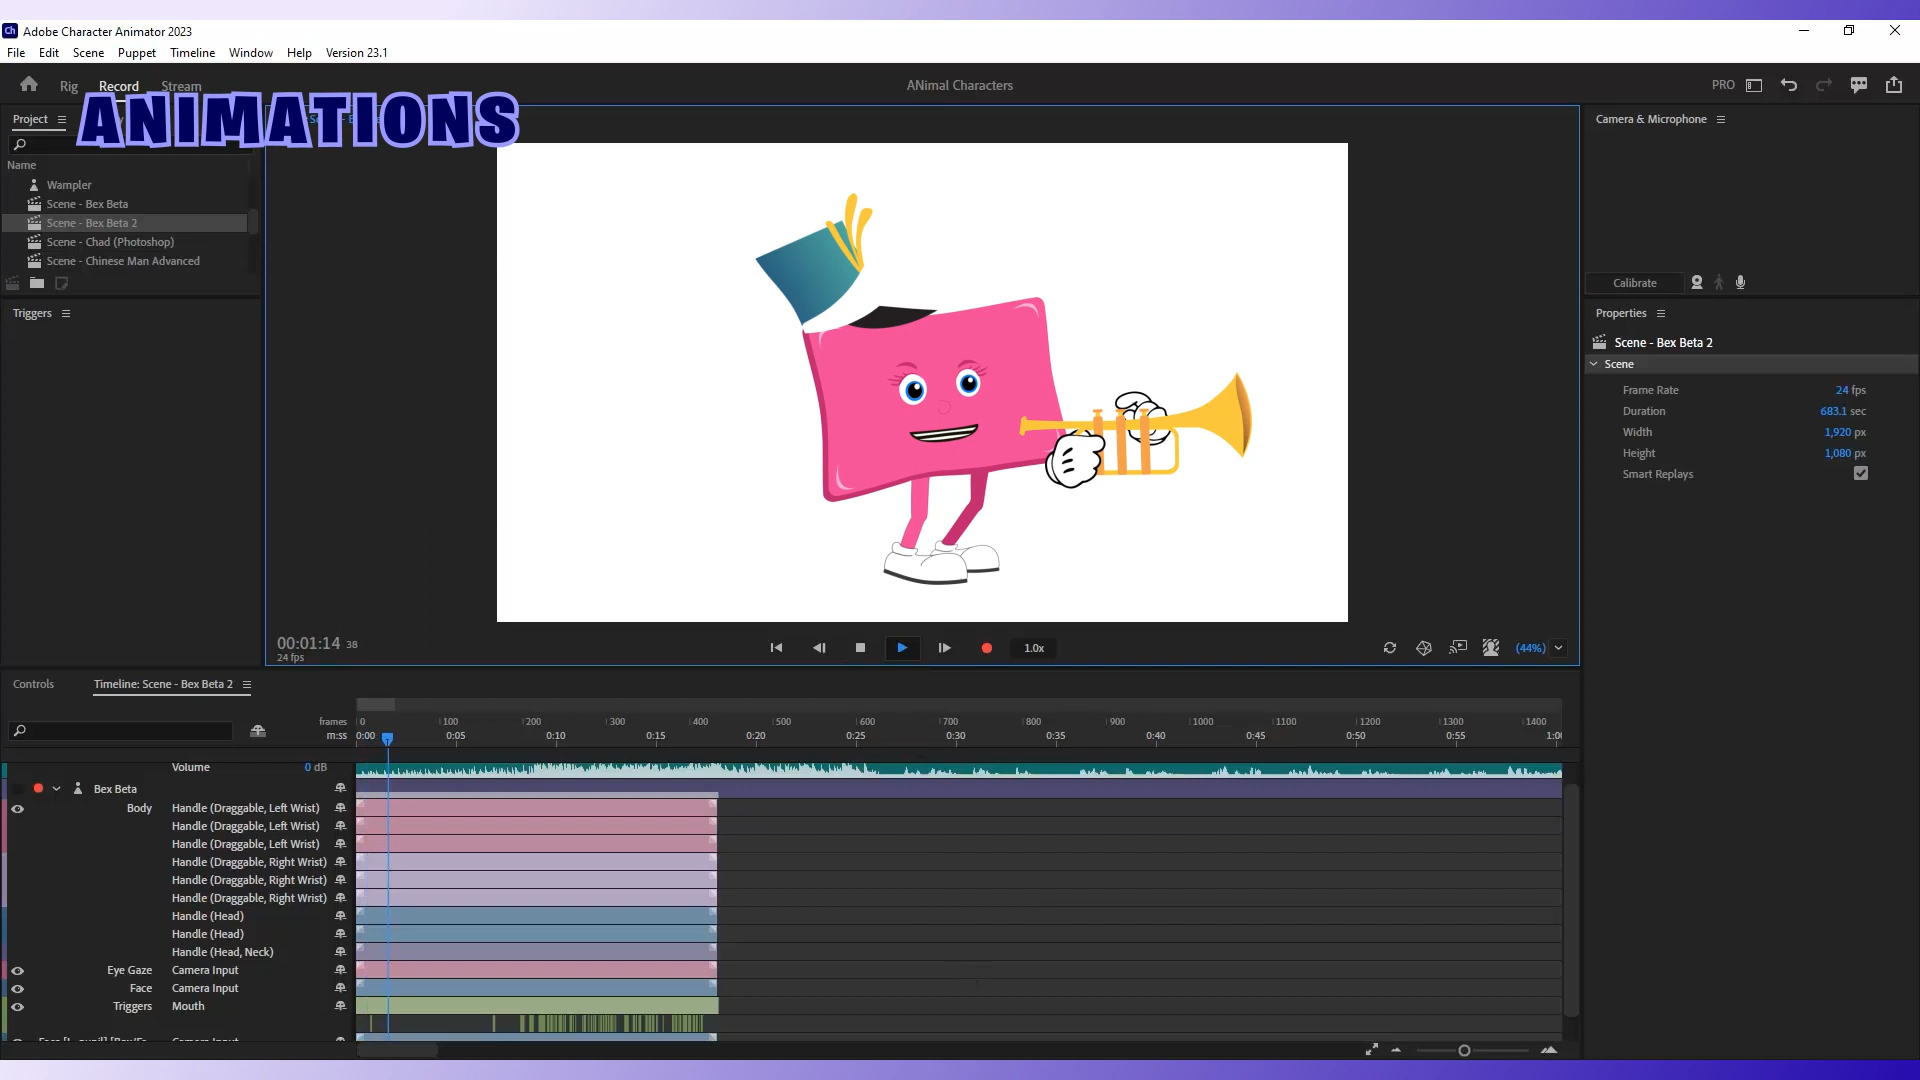 Ch Adobe Character Animator 2023
File Edit Scene Puppet Timeline Window Help Version 23.1
Rig Record Stream
ANimal Characters
PRO
ANIMATIONS
Project
Name
Wampler
Scene - Bex Beta
Scene - Bex Beta 2
Scene - Chad (Photoshop)
Scene - Chinese Man Advanced
Triggers
Camera & Microphone
Calibrate
Properties
Scene - Bex Beta 2
Scene
Frame Rate 24 fps
Duration 683.1 sec
Width 1,920 px
Height 1,080 px
Smart Replays
00:01:14 38
24 fps
1.0x
(44%)
Controls
Timeline: Scene - Bex Beta 2
frames 0 100 200 300 400 500 600 700 800 900 1000 1100 1200 1300 1400
m:ss 0:00 0:05 0:10 0:15 0:20 0:25 0:30 0:35 0:40 0:45 0:50 0:55
Volume 0 dB
Bex Beta
Body Handle (Draggable, Left Wrist)
Handle (Draggable, Left Wrist)
Handle (Draggable, Left Wrist)
Handle (Draggable, Right Wrist)
Handle (Draggable, Right Wrist)
Handle (Draggable, Right Wrist)
Handle (Head)
Handle (Head)
Handle (Head, Neck)
Eye Gaze Camera Input
Face Camera Input
Triggers Mouth